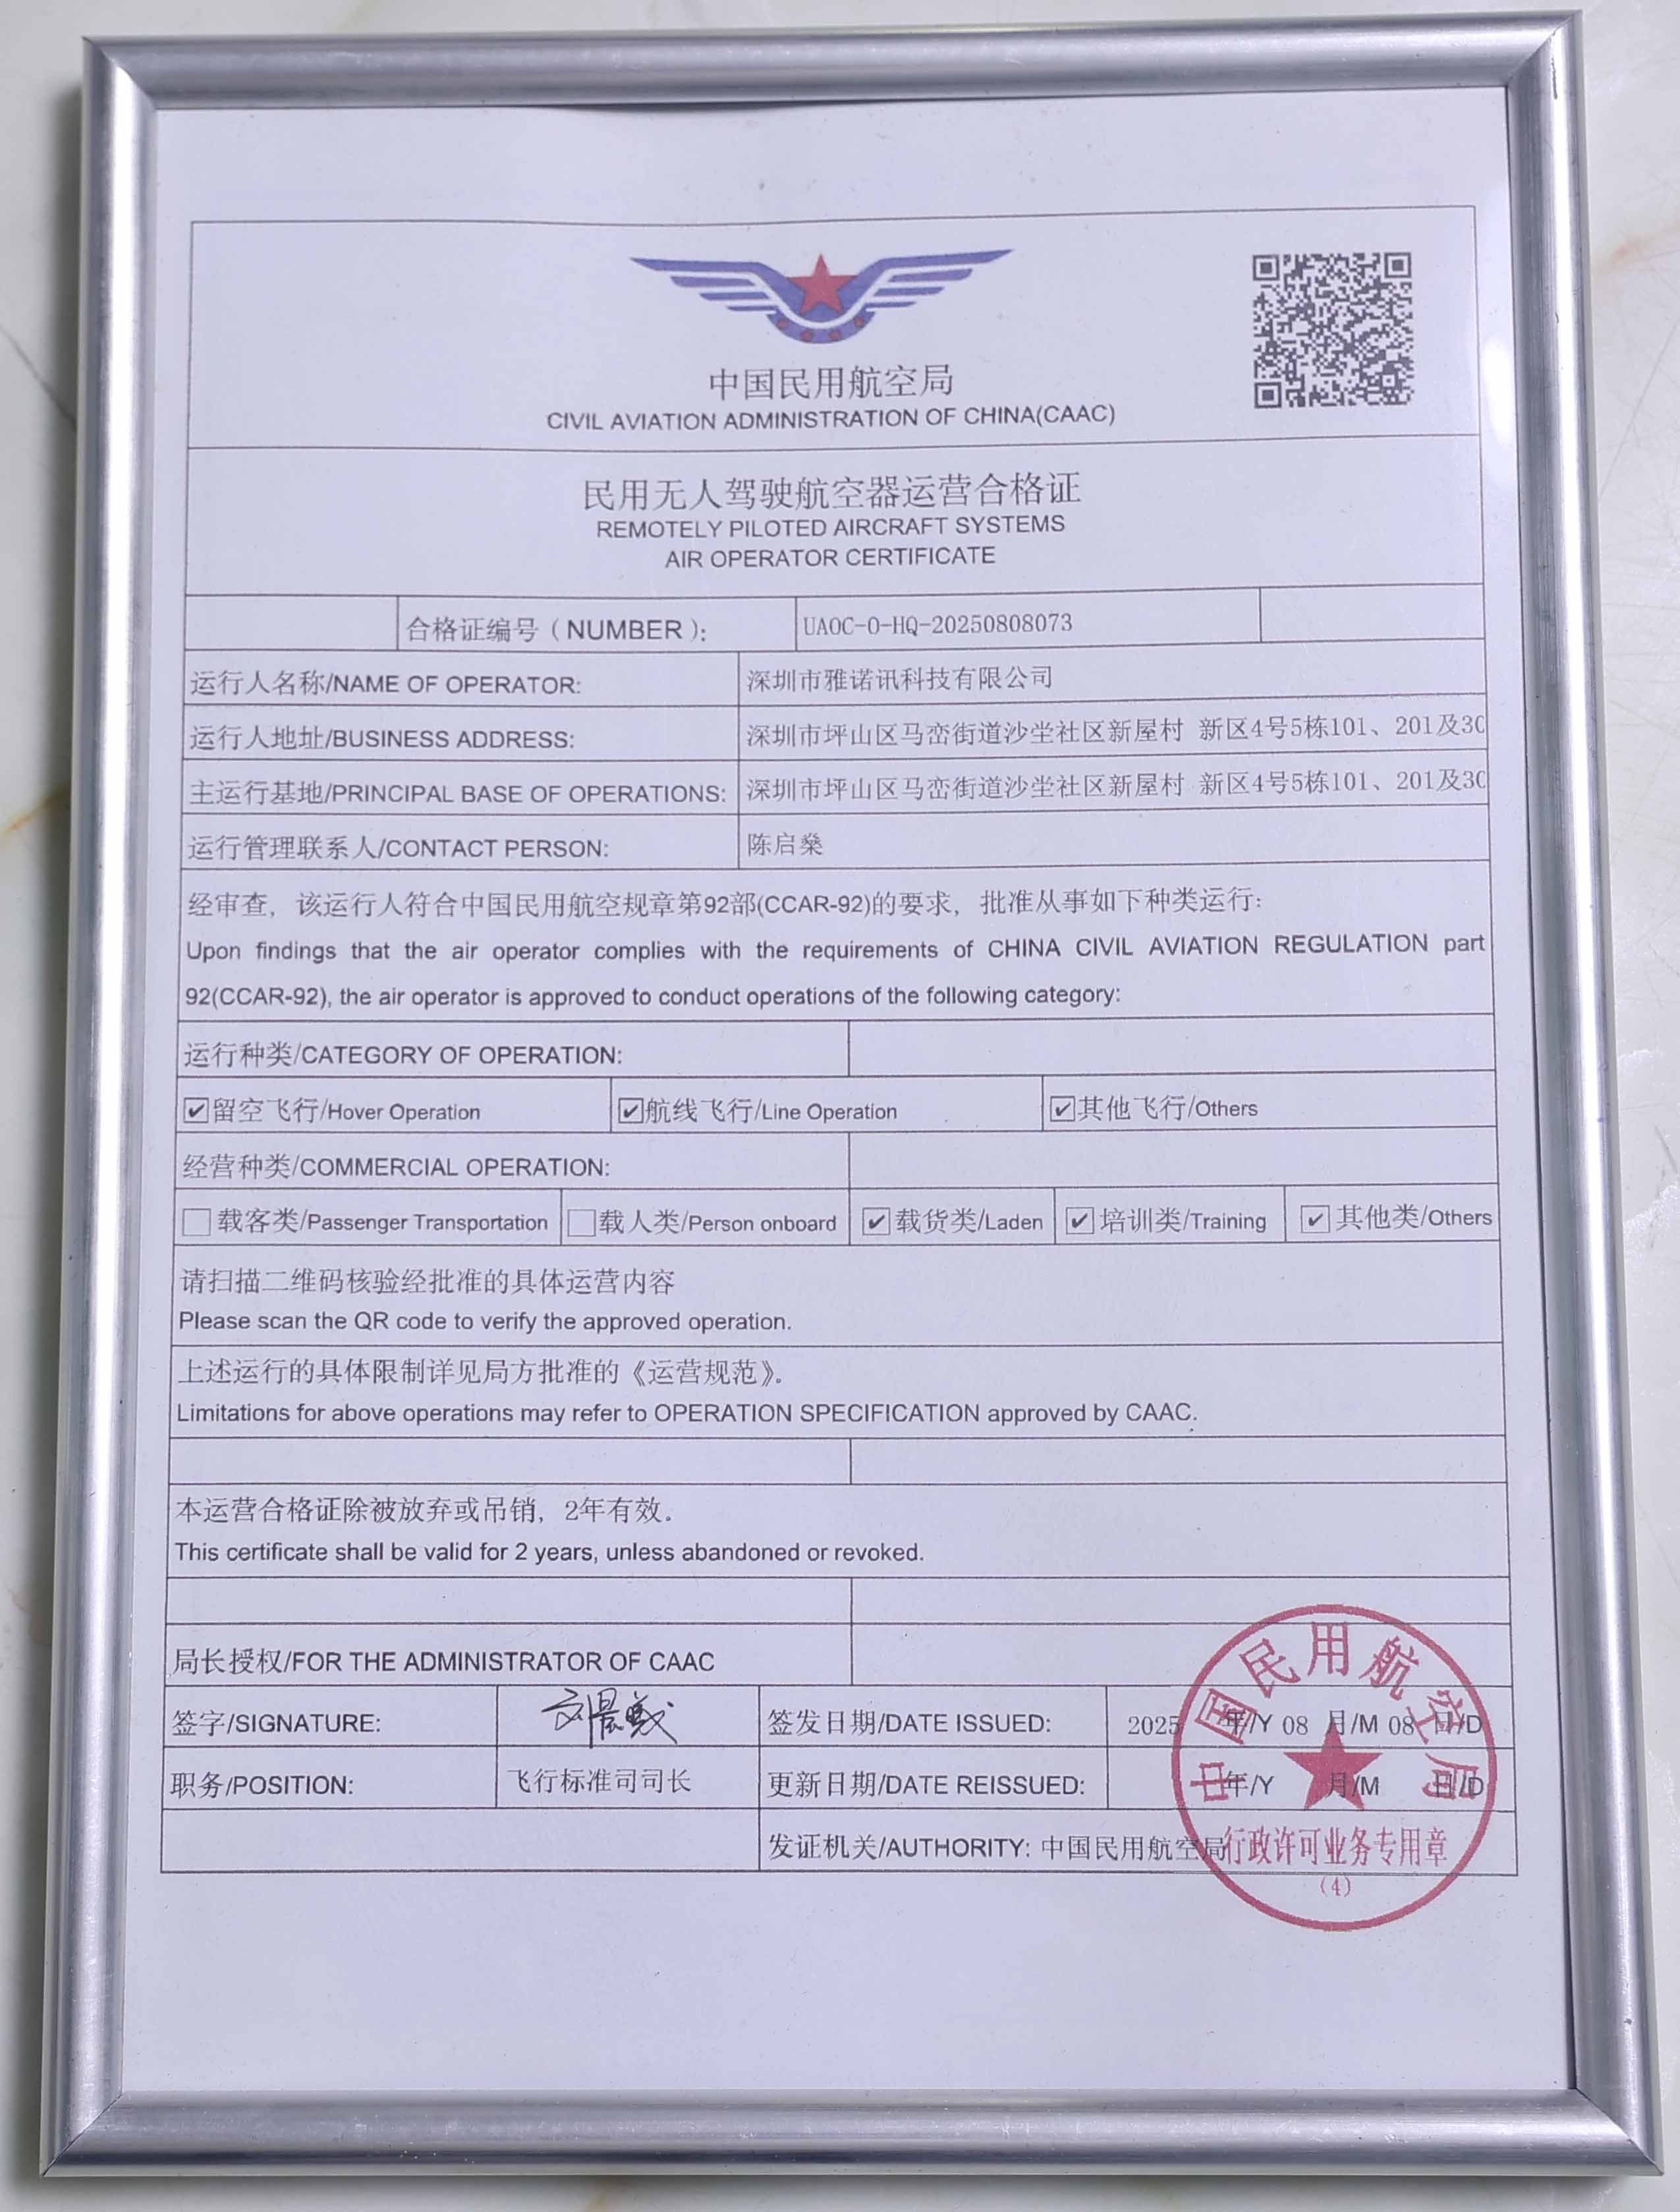 中国民用航空局
CIVIL AVIATION ADMINISTRATION OF CHINA(CAAC)
民用无人驾驶航空器运营合格证
REMOTELY PILOTED AIRCRAFT SYSTEMS
AIR OPERATOR CERTIFICATE
合格证编号（NUMBER）: UAOC-O-HQ-20250808073
运行人名称/NAME OF OPERATOR: 深圳市雅诺讯科技有限公司
运行人地址/BUSINESS ADDRESS: 深圳市坪山区马峦街道沙坣社区新屋村 新区4号5栋101、201及30
主运行基地/PRINCIPAL BASE OF OPERATIONS: 深圳市坪山区马峦街道沙坣社区新屋村 新区4号5栋101、201及30
运行管理联系人/CONTACT PERSON: 陈启燊
经审查，该运行人符合中国民用航空规章第92部(CCAR-92)的要求，批准从事如下种类运行:
Upon findings that the air operator complies with the requirements of CHINA CIVIL AVIATION REGULATION part
92(CCAR-92), the air operator is approved to conduct operations of the following category:
运行种类/CATEGORY OF OPERATION:
☑留空飞行/Hover Operation ☑航线飞行/Line Operation ☑其他飞行/Others
经营种类/COMMERCIAL OPERATION:
☐载客类/Passenger Transportation ☐载人类/Person onboard ☑载货类/Laden ☑培训类/Training ☑其他类/Others
请扫描二维码核验经批准的具体运营内容
Please scan the QR code to verify the approved operation.
上述运行的具体限制详见局方批准的《运营规范》。
Limitations for above operations may refer to OPERATION SPECIFICATION approved by CAAC.
本运营合格证除被放弃或吊销，2年有效。
This certificate shall be valid for 2 years, unless abandoned or revoked.
局长授权/FOR THE ADMINISTRATOR OF CAAC
签字/SIGNATURE: 签发日期/DATE ISSUED: 2025 年/Y 08 月/M 08 日/D
职务/POSITION: 飞行标准司司长 更新日期/DATE REISSUED: 年/Y 月/M 日/D
发证机关/AUTHORITY: 中国民用航空局
中国民用航空局
行政许可业务专用章
(4)